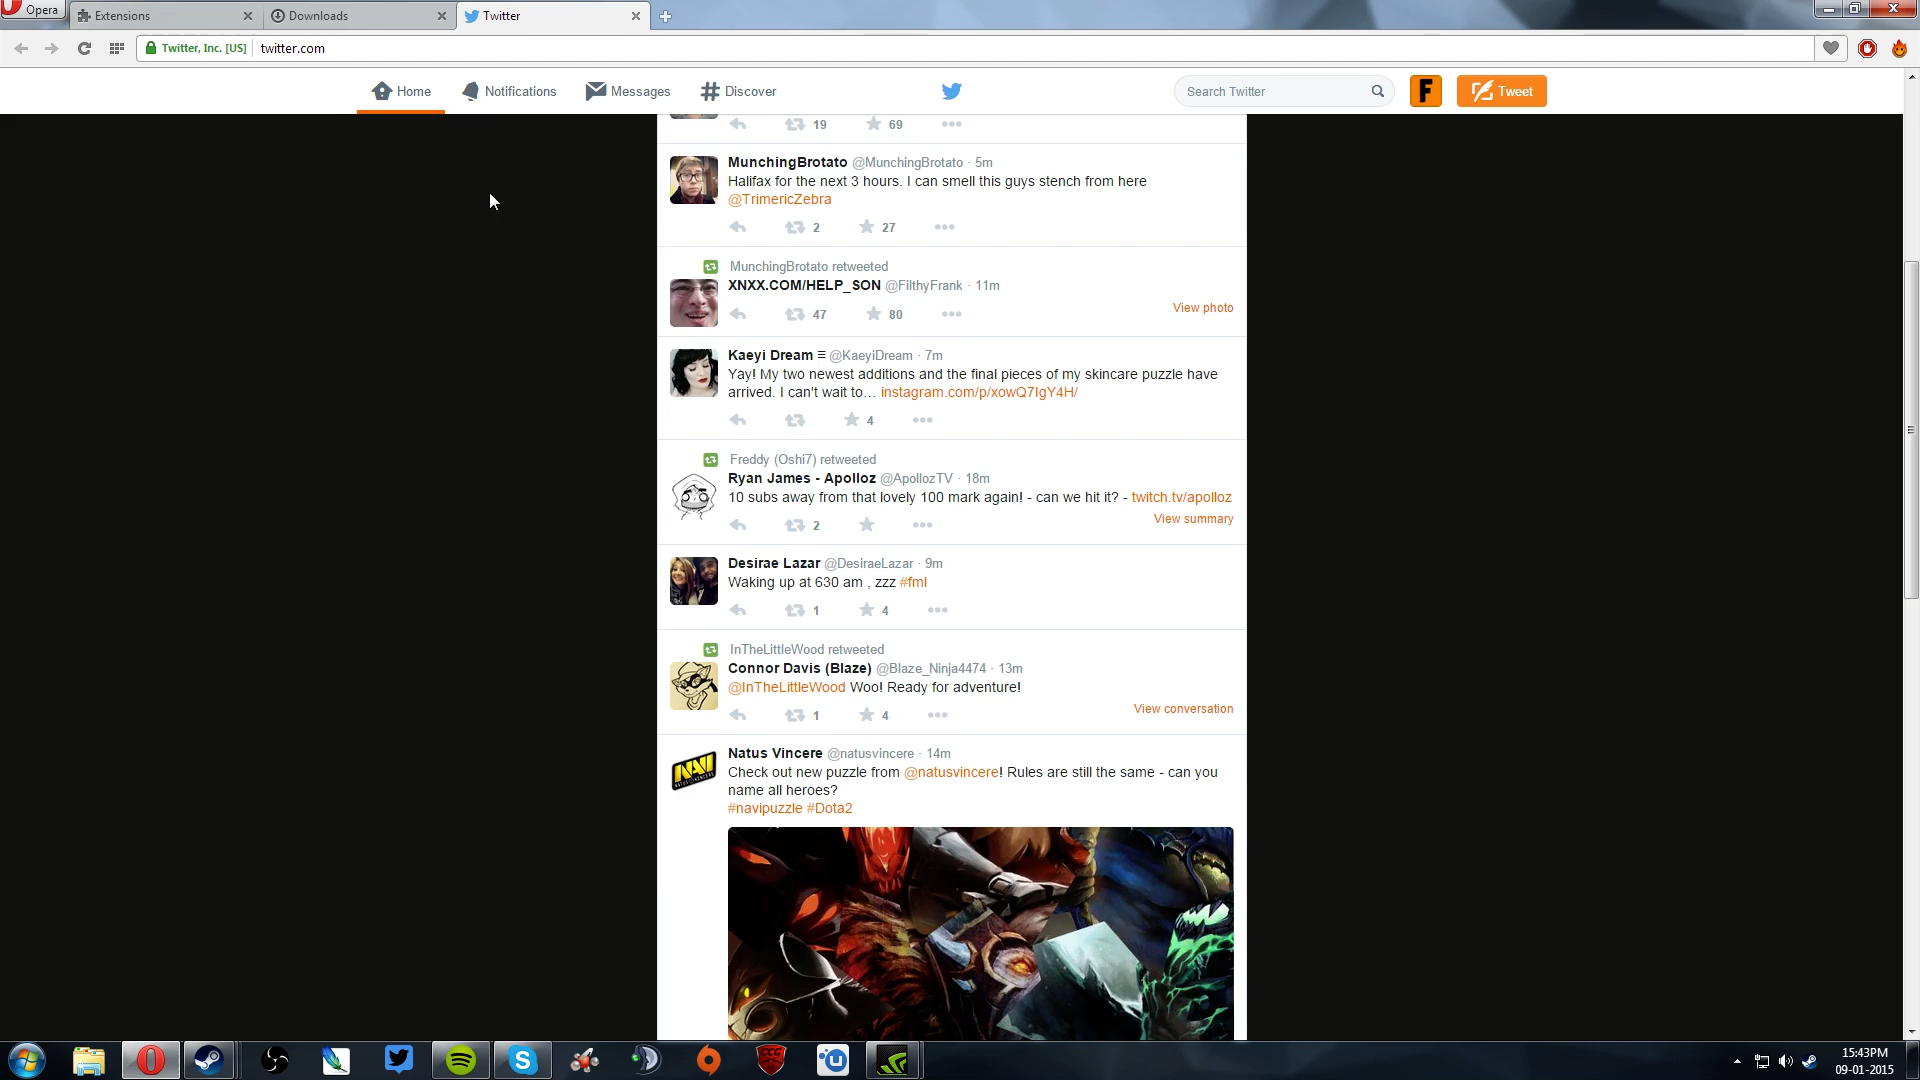 Opera
Extensions
Downloads
Twitter
Twitter, Inc. [US]
twitter.com
Home
Notifications
Messages
Discover
Search Twitter
F
Tweet
19
69
MunchingBrotato @MunchingBrotato · 5m
Halifax for the next 3 hours. I can smell this guys stench from here
@TrimericZebra
2
27
MunchingBrotato retweeted
XNXX.COM/HELP_SON @FilthyFrank · 11m
View photo
47
80
Kaeyi Dream Ξ @KaeyiDream · 7m
Yay! My two newest additions and the final pieces of my skincare puzzle have
arrived. I can't wait to… instagram.com/p/xowQ7IgY4H/
4
Freddy (Oshi7) retweeted
Ryan James - Apolloz @ApollozTV · 18m
10 subs away from that lovely 100 mark again! - can we hit it? - twitch.tv/apolloz
View summary
2
Desirae Lazar @DesiraeLazar · 9m
Waking up at 630 am , zzz #fml
1
4
InTheLittleWood retweeted
Connor Davis (Blaze) @Blaze_Ninja4474 · 13m
@InTheLittleWood Woo! Ready for adventure!
View conversation
1
4
NAVI
NATUS VINCERE
Natus Vincere @natusvincere · 14m
Check out new puzzle from @natusvincere! Rules are still the same - can you
name all heroes?
#navipuzzle #Dota2
15:43PM
09-01-2015